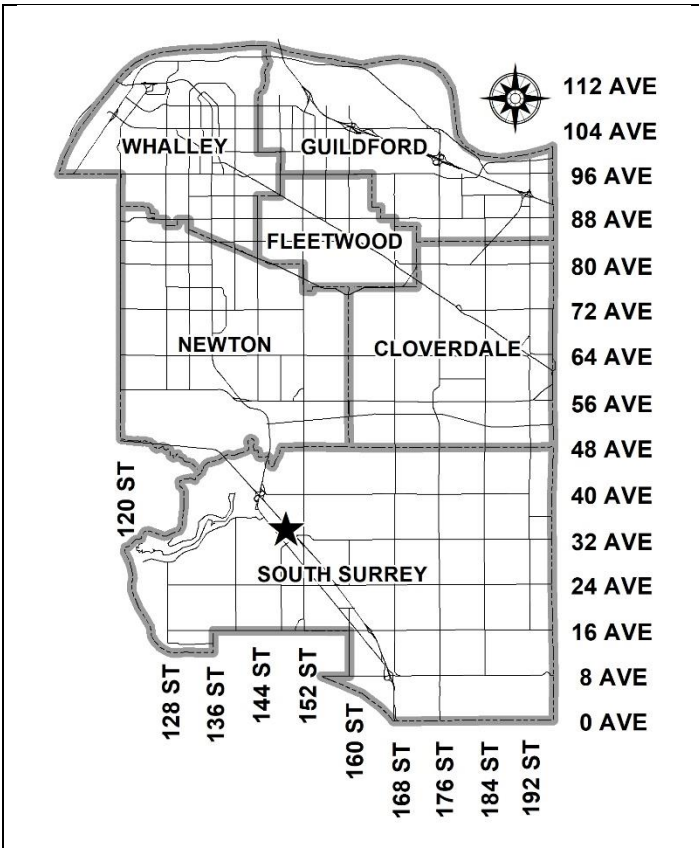 112 AVE
104 AVE
WHALLEY
GUILDFORD
96 AVE
88 AVE
FLEETWOOD
80 AVE
72 AVE
NEWTON
CLOVERDALE
64 AVE
56 AVE
48 AVE
120 ST
40 AVE
32 AVE
SOUTH SURREY
24 AVE
16 AVE
8 AVE
0 AVE
128 ST
136 ST
144 ST
152 ST
160 ST
168 ST
176 ST
184 ST
192 ST